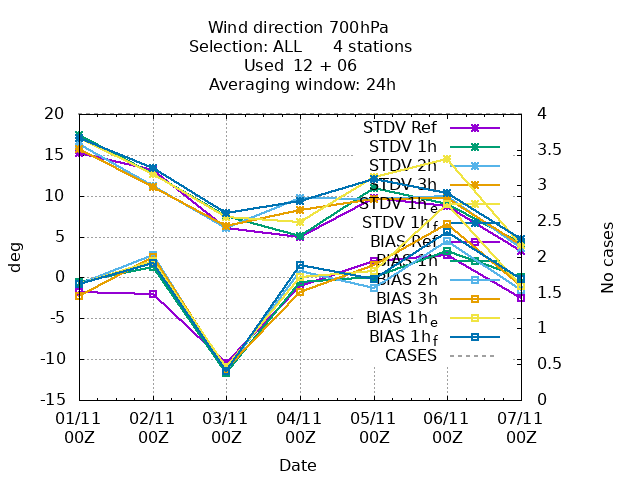 Wind direction 700hPa
Selection: ALL 4 stations
Used 12 + 06
Averaging window: 24h
20
15
10
5
0
-5
-10
-15
deg
4
3.5
3
2.5
2
1.5
1
0.5
0
No cases
STDV Ref
STDV 1h
STDV 2h
STDV 3h
STDV 1he
STDV 1hf
BIAS Ref
BIAS 1h
BIAS 2h
BIAS 3h
BIAS 1he
BIAS 1hf
CASES
01/11 02/11 03/11 04/11 05/11 06/11 07/11
00Z 00Z 00Z 00Z 00Z 00Z 00Z
Date